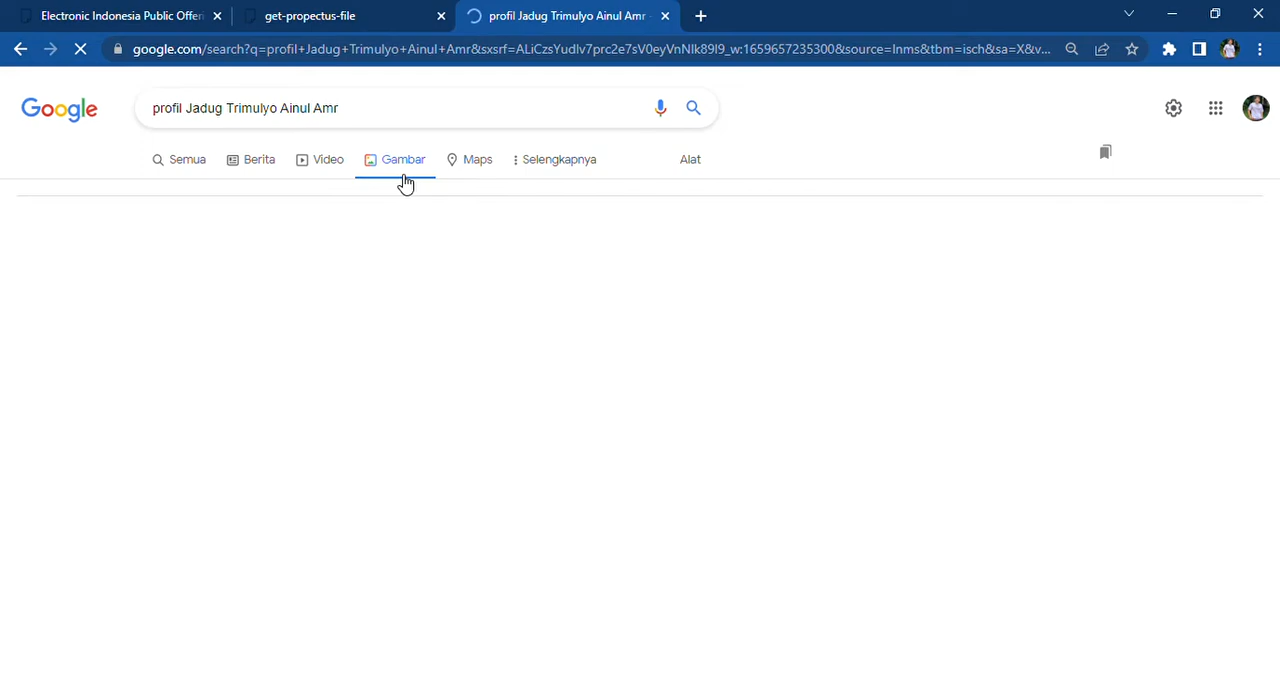 Electronic Indonesia Public Offeri
get-propectus-file
profil Jadug Trimulyo Ainul Amr -
google.com/search?q=profil+Jadug+Trimulyo+Ainul+Amr&sxsrf=ALiCzsYudIv7prc2e7sV0eyVnNIk89I9_w:1659657235300&source=lnms&tbm=isch&sa=X&v...
Google
profil Jadug Trimulyo Ainul Amr
Semua
Berita
Video
Gambar
Maps
Selengkapnya
Alat